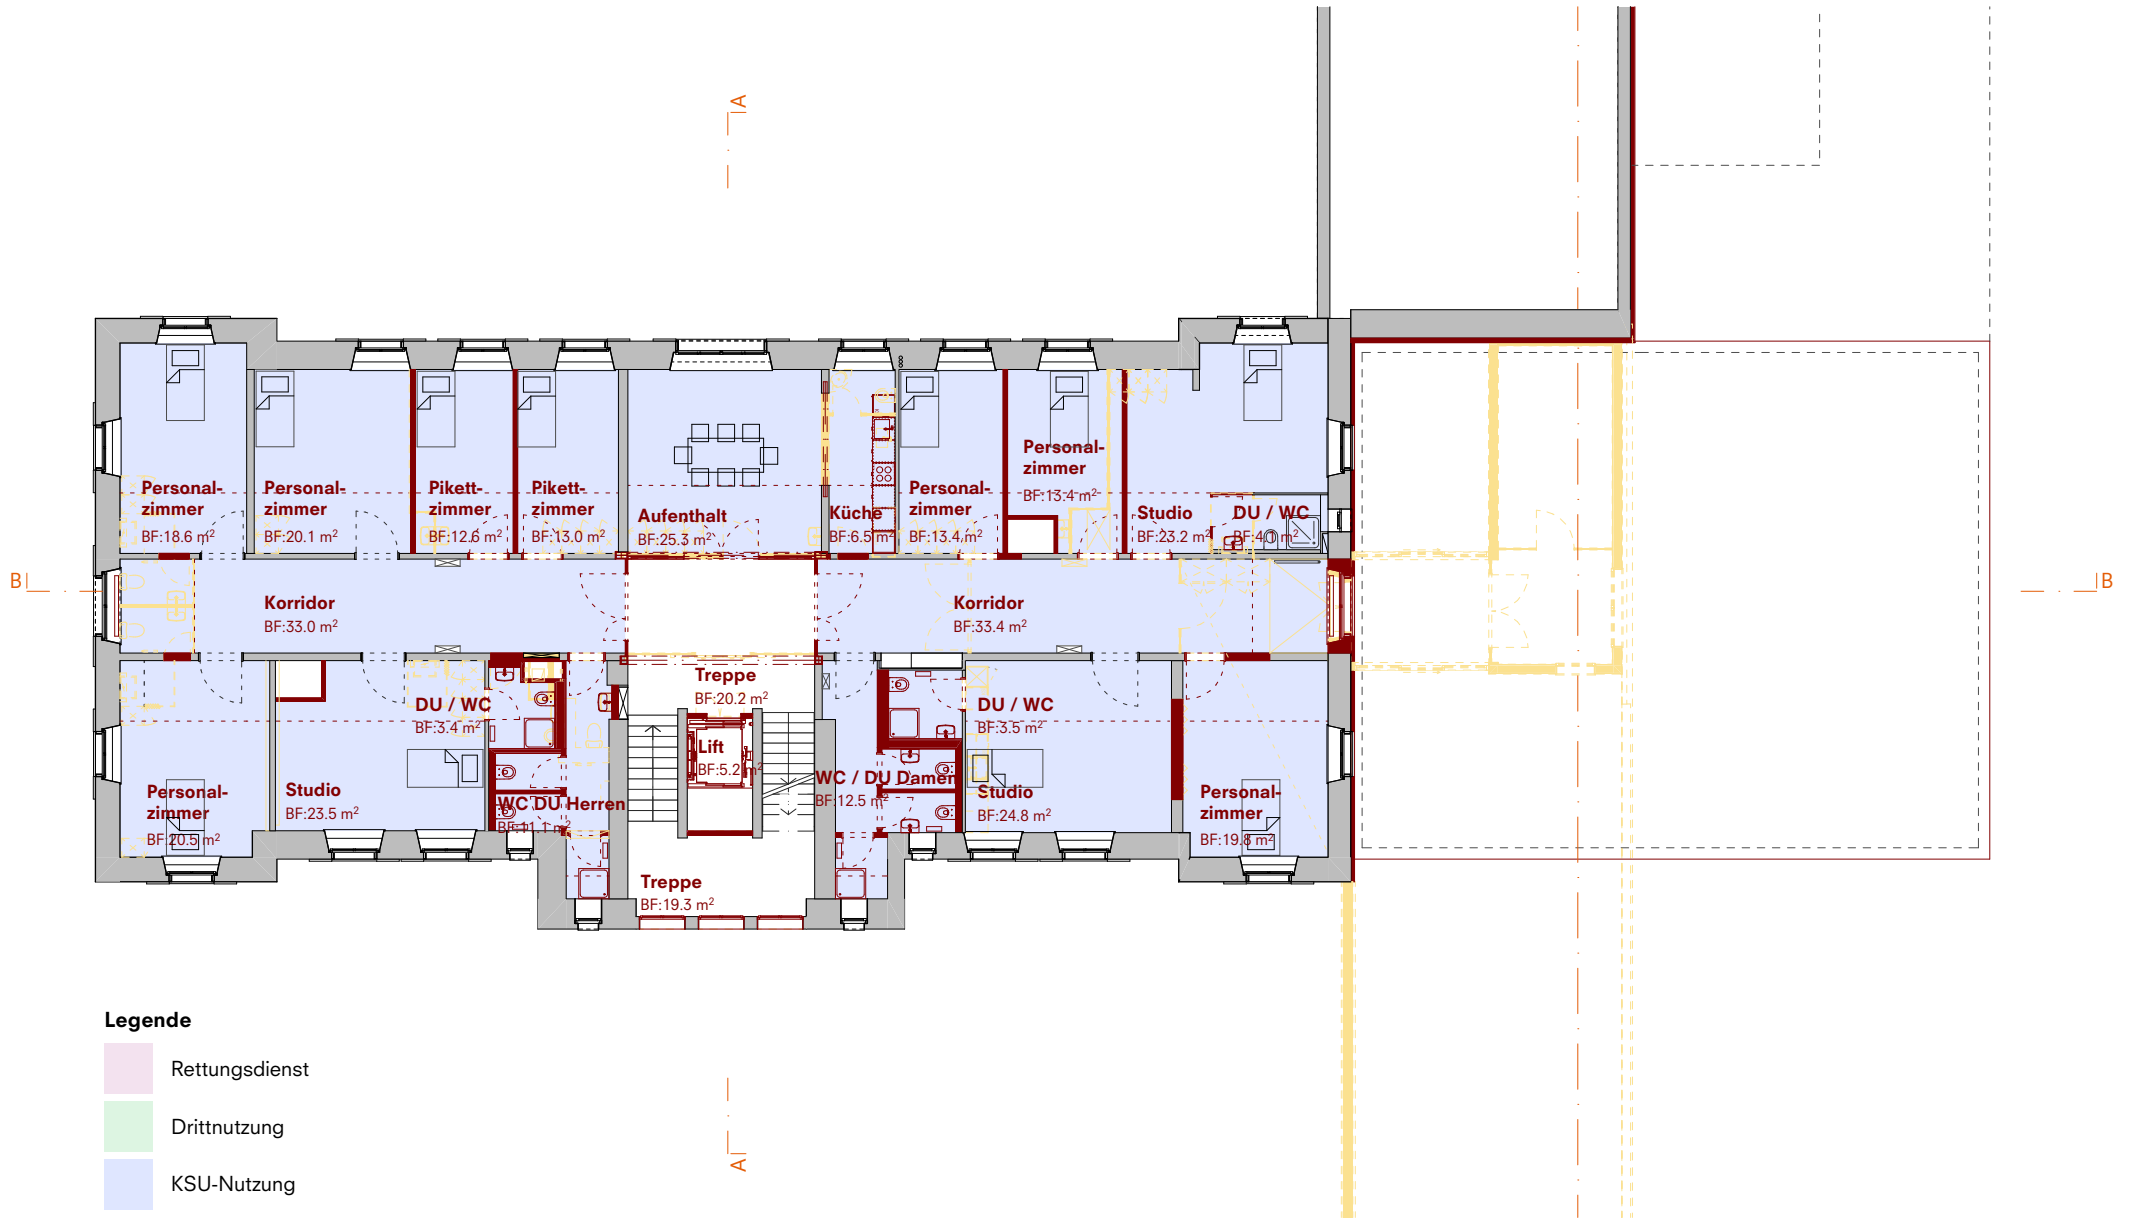 A
Personal-
zimmer
BF:18.6 m²
Personal-
zimmer
BF:20.1 m²
Pikett-
zimmer
BF:12.6 m²
Pikett-
zimmer
BF:13.0 m²
Aufenthalt
BF:25.3 m²
Küche
BF:6.5 m²
Personal-
zimmer
BF:13.4 m²
Personal-
zimmer
BF:13.4 m²
Studio
BF:23.2 m²
DU / WC
B
Korridor
BF:33.0 m²
Korridor
BF:33.4 m²
B
Personal-
zimmer
BF:20.5 m²
Studio
BF:23.5 m²
DU / WC
BF:3.4 m²
WC DU Herren
BF:11.1 m²
Treppe
BF:20.2 m²
Lift
BF:5.2 m²
Treppe
BF:19.3 m²
WC / DU Damen
BF:12.5 m²
DU / WC
BF:3.5 m²
Studio
BF:24.8 m²
Personal-
zimmer
BF:19.8 m²
Legende
Rettungsdienst
Drittnutzung
KSU-Nutzung
A